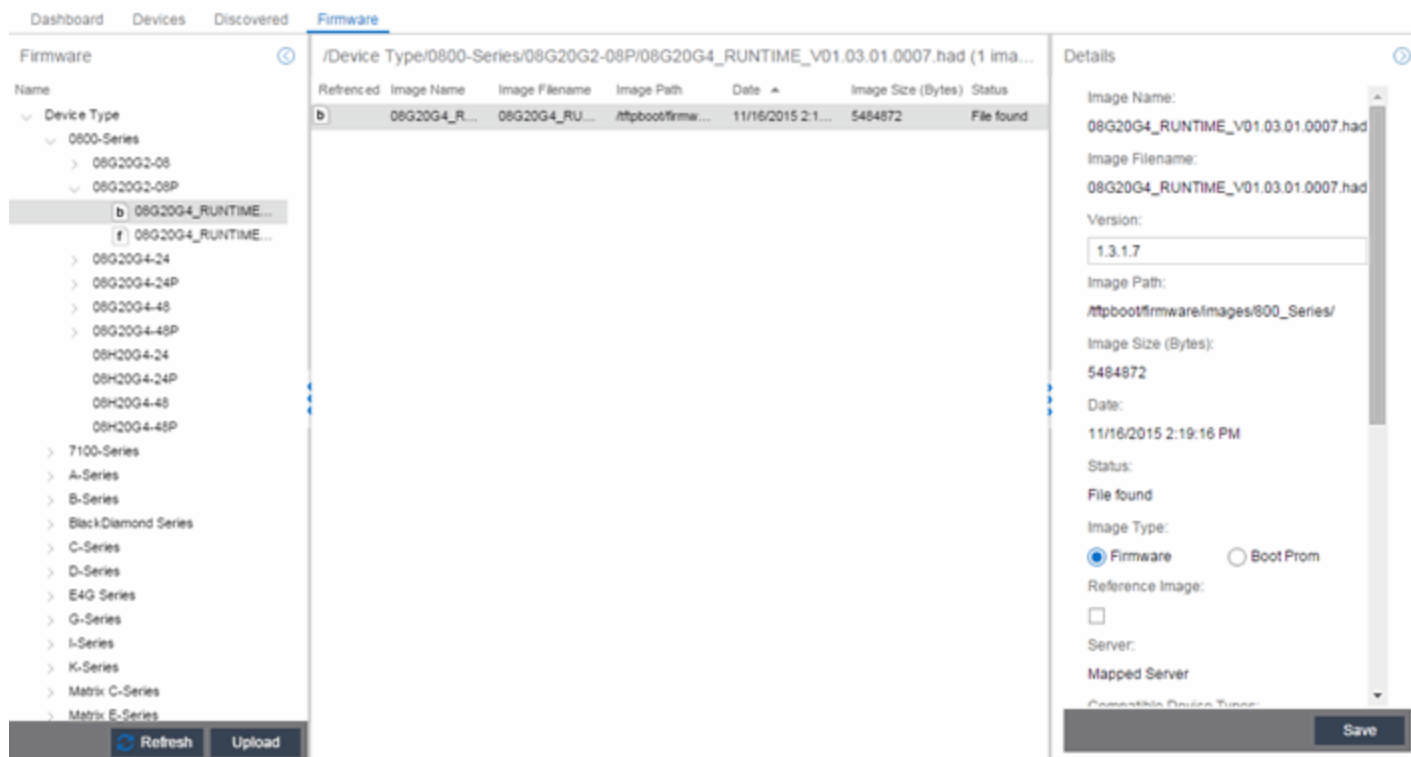 Dashboard Devices Discovered Firmware
Firmware
Name
Device Type
0800-Series
08G20G2-08
08G20G2-08P
b 08G20G4_RUNTIME...
f 08G20G4_RUNTIME...
08G20G4-24
08G20G4-24P
08G20G4-48
08G20G4-48P
08H20G4-24
08H20G4-24P
08H20G4-48
08H20G4-48P
7100-Series
A-Series
B-Series
BlackDiamond Series
C-Series
D-Series
E4G Series
G-Series
I-Series
K-Series
Matrix C-Series
Matrix E-Series
Refresh Upload
/Device Type/0800-Series/08G20G2-08P/08G20G4_RUNTIME_V01.03.01.0007.had (1 ima...
Refrenced Image Name Image Filename Image Path Date Image Size (Bytes) Status
b 08G20G4_R... 08G20G4_RU... /tftpboot/firmw... 11/16/2015 2:1... 5484872 File found
Details
Image Name:
08G20G4_RUNTIME_V01.03.01.0007.had
Image Filename:
08G20G4_RUNTIME_V01.03.01.0007.had
Version:
1.3.1.7
Image Path:
/tftpboot/firmware/images/800_Series/
Image Size (Bytes):
5484872
Date:
11/16/2015 2:19:16 PM
Status:
File found
Image Type:
Firmware Boot Prom
Reference Image:
Server:
Mapped Server
Compatible Device Types:
Save